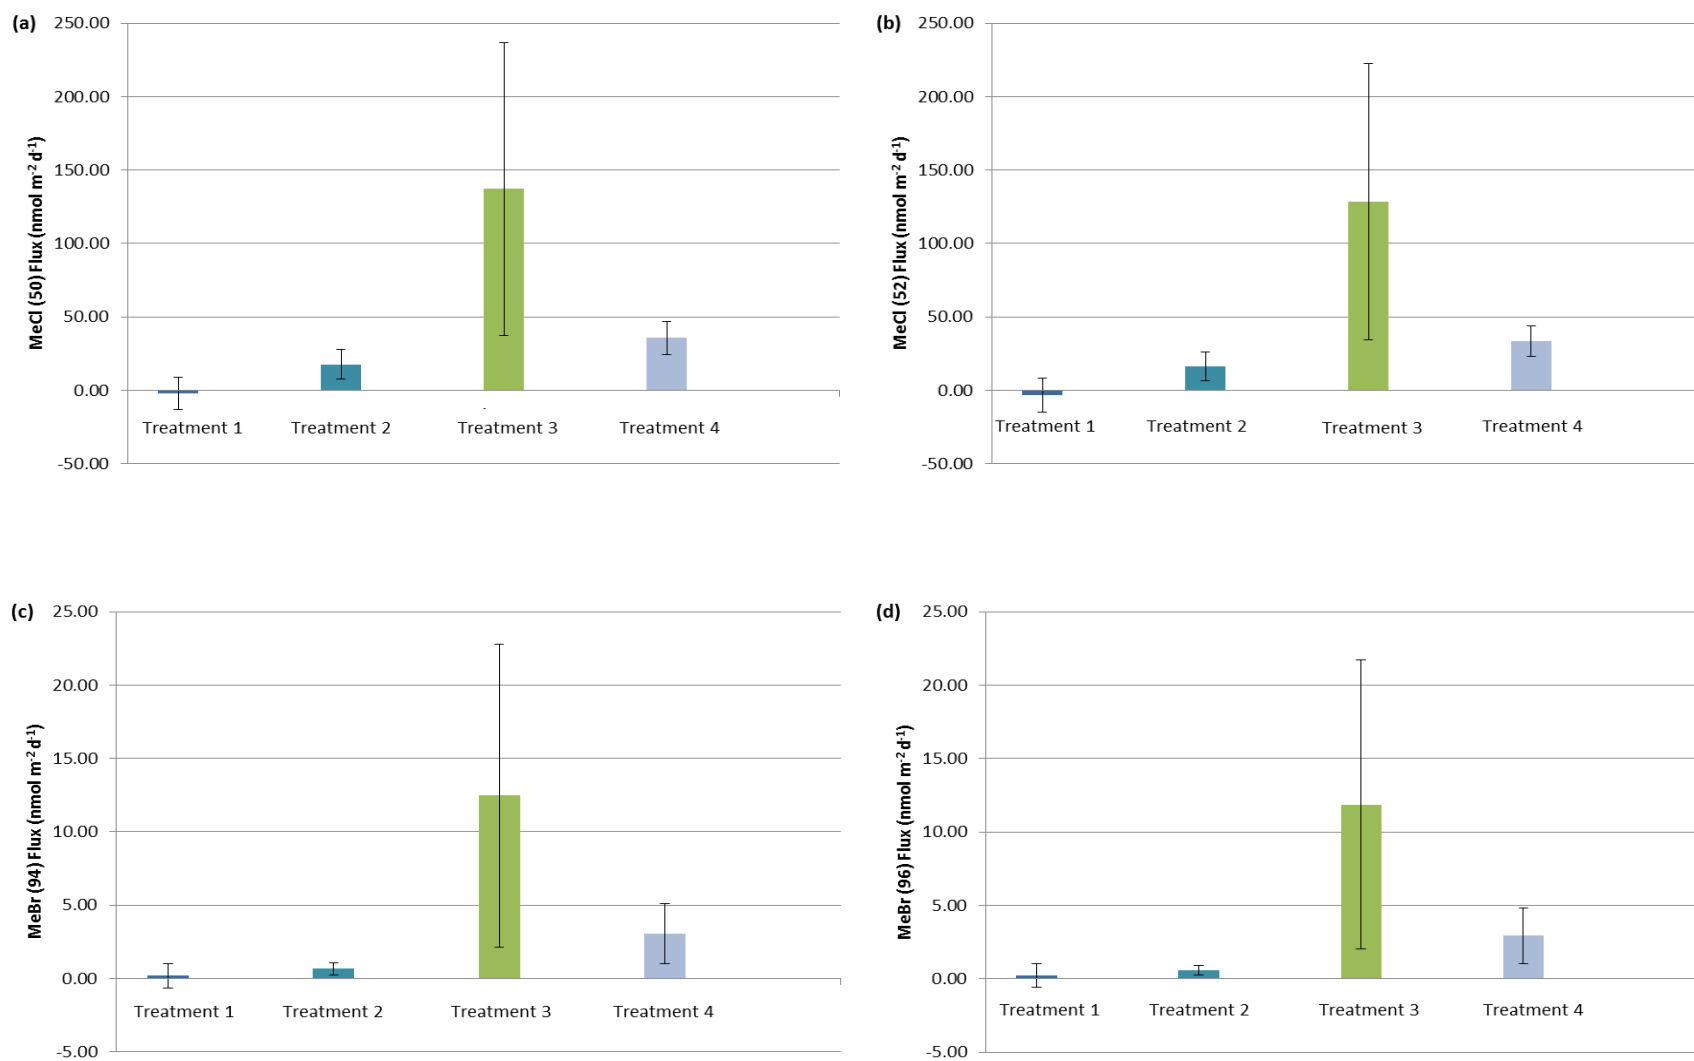 (a)
MeCl (50) Flux (nmol m-2 d-1)
250.00
200.00
150.00
100.00
50.00
0.00
-50.00
Treatment 1 Treatment 2 Treatment 3 Treatment 4
(b)
MeCl (52) Flux (nmol m-2 d-1)
250.00
200.00
150.00
100.00
50.00
0.00
-50.00
Treatment 1 Treatment 2 Treatment 3 Treatment 4
(c)
MeBr (94) Flux (nmol m-2 d-1)
25.00
20.00
15.00
10.00
5.00
0.00
-5.00
Treatment 1 Treatment 2 Treatment 3 Treatment 4
(d)
MeBr (96) Flux (nmol m-2 d-1)
25.00
20.00
15.00
10.00
5.00
0.00
-5.00
Treatment 1 Treatment 2 Treatment 3 Treatment 4